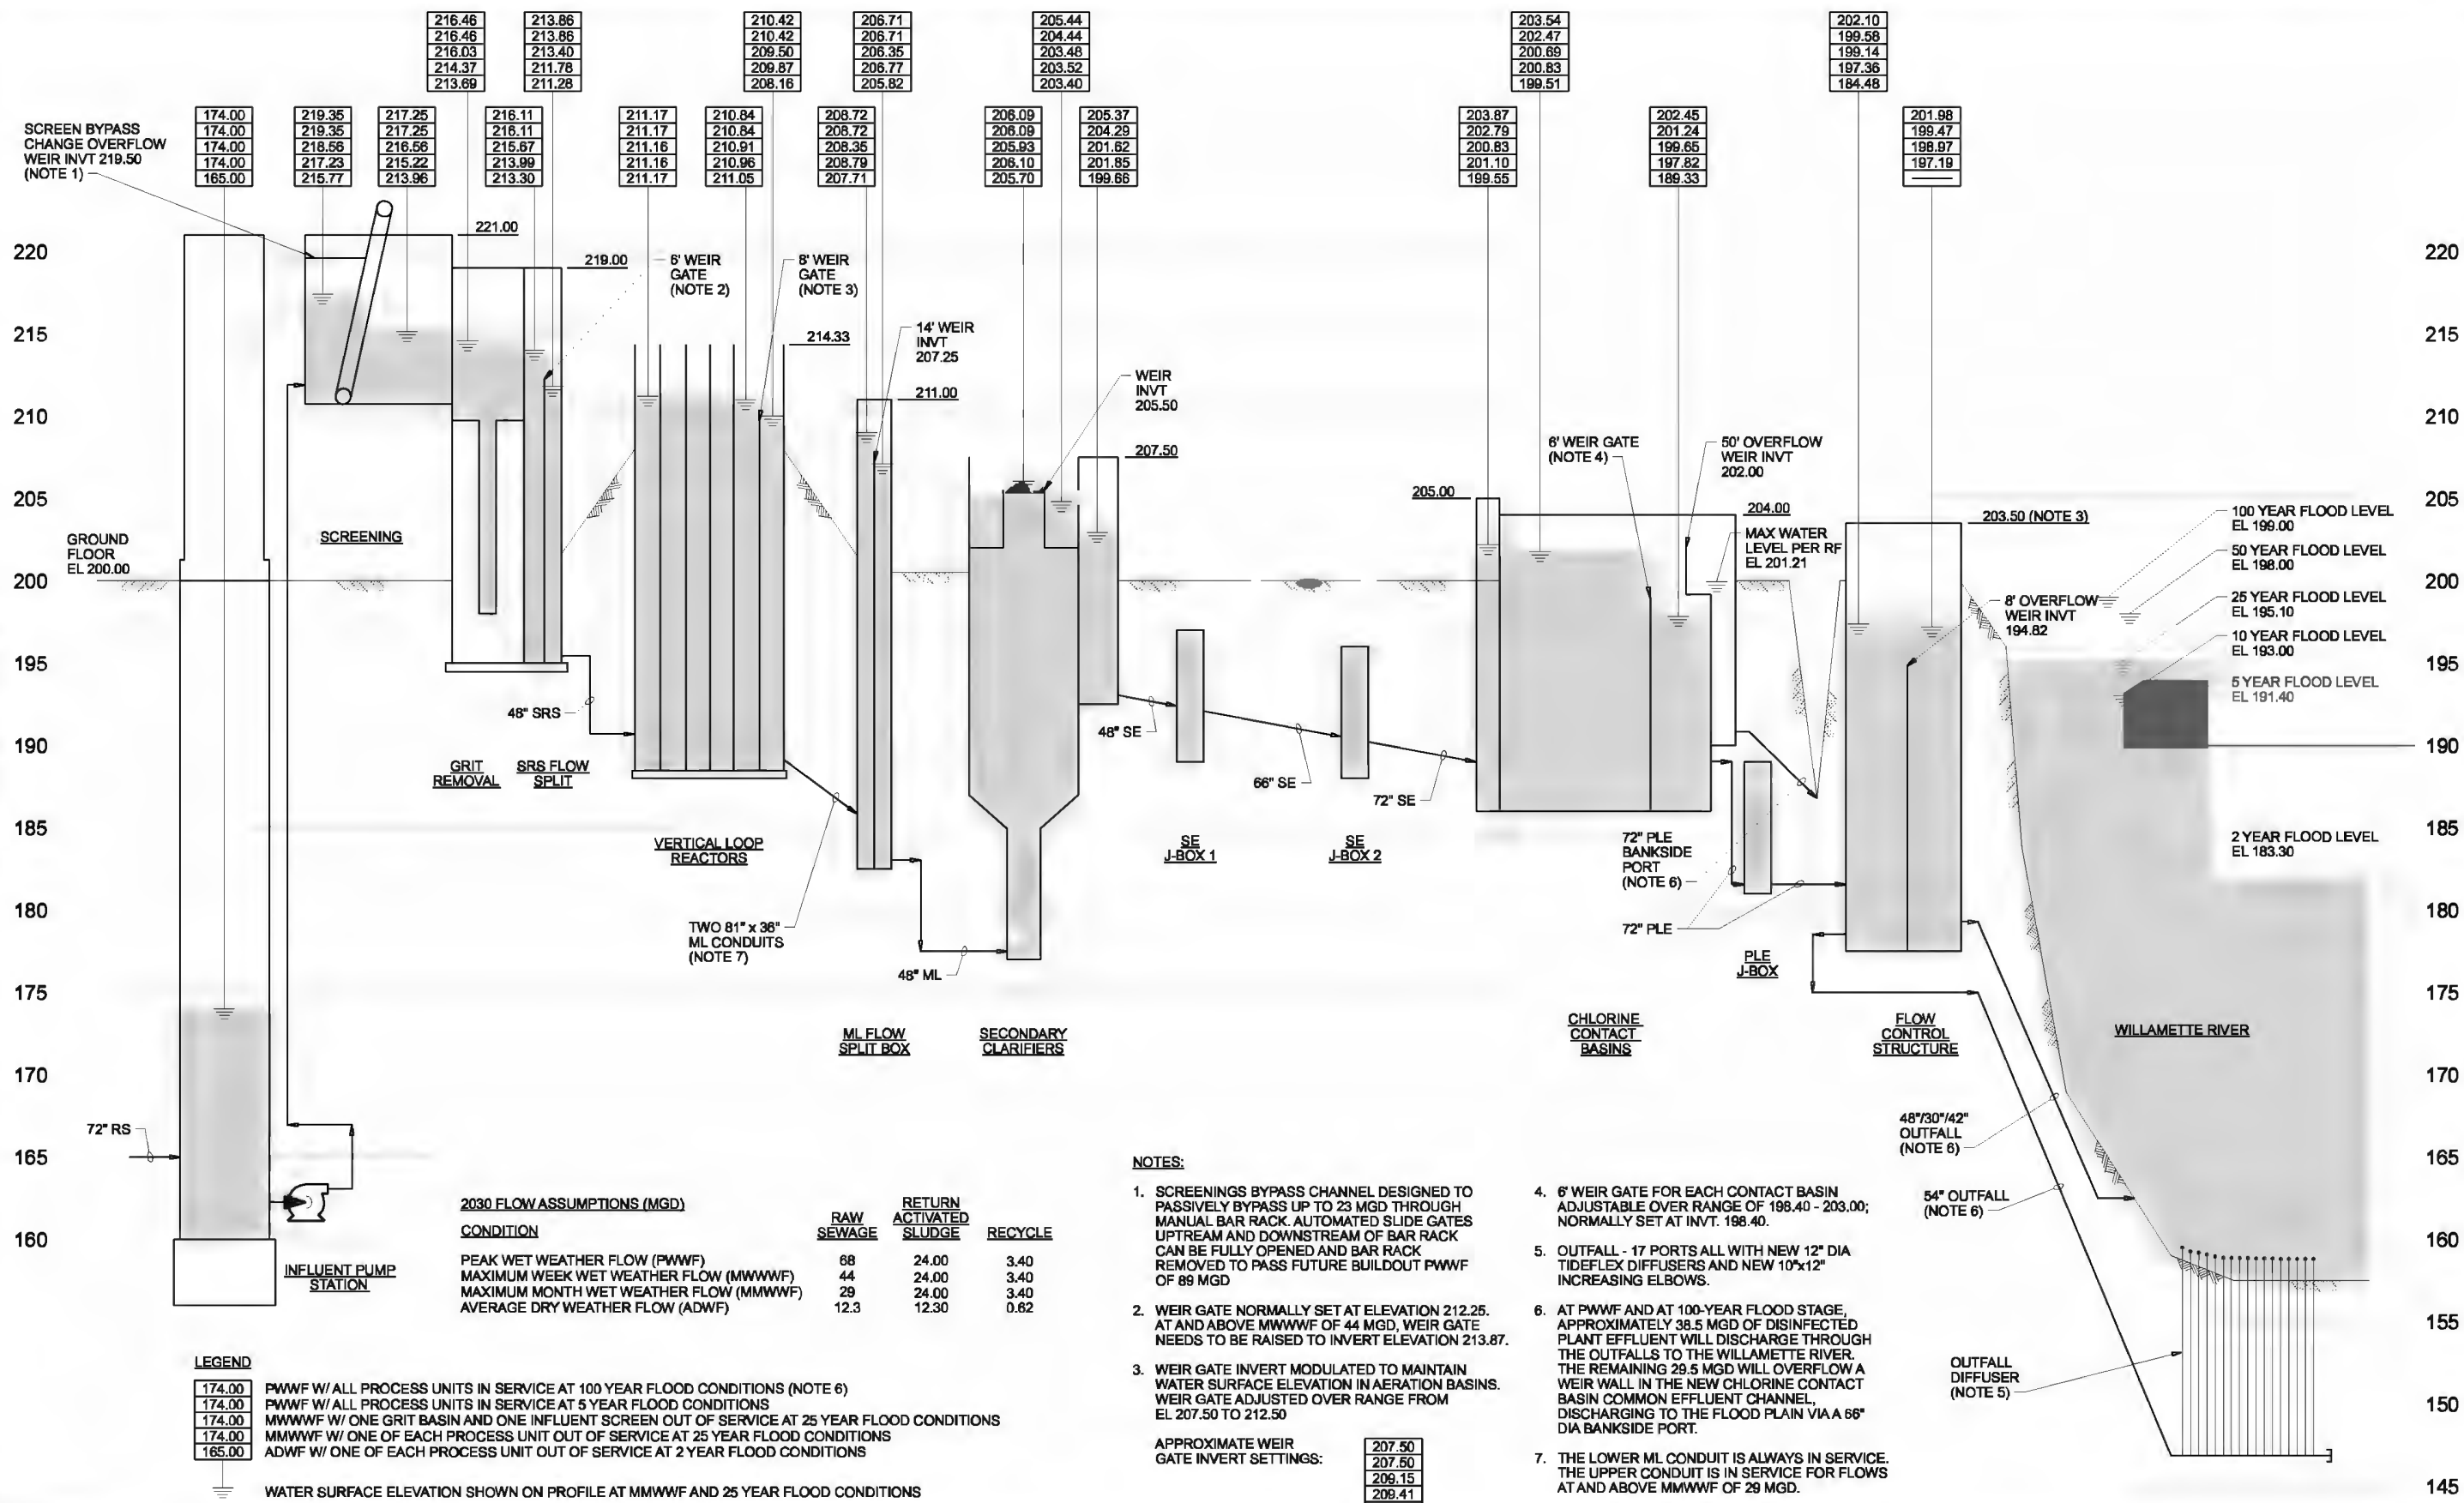 216.46
216.46
216.03
214.37
213.69
213.86
213.86
213.40
211.78
211.28
210.42
210.42
209.50
209.87
208.16
206.71
206.71
206.35
206.77
205.82
205.44
204.44
203.48
203.52
203.40
203.54
202.47
200.69
200.83
199.51
202.10
199.58
199.14
197.36
184.48
174.00
174.00
174.00
174.00
165.00
219.35
219.35
218.56
217.23
215.77
217.25
217.25
216.56
215.22
213.96
216.11
216.11
215.67
213.99
213.30
211.17
211.17
211.16
211.16
211.17
210.84
210.84
210.91
210.96
211.05
208.72
208.72
208.35
208.79
207.71
206.09
206.09
205.93
206.10
205.70
205.37
204.29
201.62
201.85
199.66
203.87
202.79
200.83
201.10
199.55
202.45
201.24
199.65
197.82
189.33
201.98
199.47
198.97
197.19
SCREEN BYPASS
CHANGE OVERFLOW
WEIR INVT 219.50
(NOTE 1)
221.00
219.00
6' WEIR
GATE
(NOTE 2)
8' WEIR
GATE
(NOTE 3)
214.33
14' WEIR
INVT
207.25
211.00
WEIR
INVT
205.50
207.50
6' WEIR GATE
(NOTE 4)
50' OVERFLOW
WEIR INVT
202.00
205.00
204.00
MAX WATER
LEVEL PER RF
EL 201.21
203.50 (NOTE 3)
8' OVERFLOW
WEIR INVT
194.82
100 YEAR FLOOD LEVEL
EL 199.00
50 YEAR FLOOD LEVEL
EL 198.00
25 YEAR FLOOD LEVEL
EL 195.10
10 YEAR FLOOD LEVEL
EL 193.00
5 YEAR FLOOD LEVEL
EL 191.40
2 YEAR FLOOD LEVEL
EL 183.30
220
215
210
205
200
195
190
185
180
175
170
165
160
220
215
210
205
200
195
190
185
180
175
170
165
160
155
150
145
GROUND
FLOOR
EL 200.00
SCREENING
48" SRS
GRIT
REMOVAL
SRS FLOW
SPLIT
VERTICAL LOOP
REACTORS
TWO 81" x 36"
ML CONDUITS
(NOTE 7)
48" ML
ML FLOW
SPLIT BOX
SECONDARY
CLARIFIERS
48" SE
66" SE
72" SE
SE
J-BOX 1
SE
J-BOX 2
72" PLE
BANKSIDE
PORT
(NOTE 6)
72" PLE
PLE
J-BOX
CHLORINE
CONTACT
BASINS
FLOW
CONTROL
STRUCTURE
WILLAMETTE RIVER
48"/30"/42"
OUTFALL
(NOTE 6)
54" OUTFALL
(NOTE 6)
OUTFALL
DIFFUSER
(NOTE 5)
72" RS
INFLUENT PUMP
STATION
2030 FLOW ASSUMPTIONS (MGD)
CONDITION RAW SEWAGE RETURN ACTIVATED SLUDGE RECYCLE
PEAK WET WEATHER FLOW (PWWF) 68 24.00 3.40
MAXIMUM WEEK WET WEATHER FLOW (MWWWF) 44 24.00 3.40
MAXIMUM MONTH WET WEATHER FLOW (MMWWF) 29 24.00 3.40
AVERAGE DRY WEATHER FLOW (ADWF) 12.3 12.30 0.62
LEGEND
174.00 PWWF W/ ALL PROCESS UNITS IN SERVICE AT 100 YEAR FLOOD CONDITIONS (NOTE 6)
174.00 PWWF W/ ALL PROCESS UNITS IN SERVICE AT 5 YEAR FLOOD CONDITIONS
174.00 MWWWF W/ ONE GRIT BASIN AND ONE INFLUENT SCREEN OUT OF SERVICE AT 25 YEAR FLOOD CONDITIONS
174.00 MMWWF W/ ONE OF EACH PROCESS UNIT OUT OF SERVICE AT 25 YEAR FLOOD CONDITIONS
165.00 ADWF W/ ONE OF EACH PROCESS UNIT OUT OF SERVICE AT 2 YEAR FLOOD CONDITIONS
WATER SURFACE ELEVATION SHOWN ON PROFILE AT MMWWF AND 25 YEAR FLOOD CONDITIONS
NOTES:
1. SCREENINGS BYPASS CHANNEL DESIGNED TO
PASSIVELY BYPASS UP TO 23 MGD THROUGH
MANUAL BAR RACK. AUTOMATED SLIDE GATES
UPTREAM AND DOWNSTREAM OF BAR RACK
CAN BE FULLY OPENED AND BAR RACK
REMOVED TO PASS FUTURE BUILDOUT PWWF
OF 89 MGD
2. WEIR GATE NORMALLY SET AT ELEVATION 212.25.
AT AND ABOVE MWWWF OF 44 MGD, WEIR GATE
NEEDS TO BE RAISED TO INVERT ELEVATION 213.87.
3. WEIR GATE INVERT MODULATED TO MAINTAIN
WATER SURFACE ELEVATION IN AERATION BASINS.
WEIR GATE ADJUSTED OVER RANGE FROM
EL 207.50 TO 212.50
APPROXIMATE WEIR
GATE INVERT SETTINGS:
207.50
207.50
209.15
209.41
4. 6' WEIR GATE FOR EACH CONTACT BASIN
ADJUSTABLE OVER RANGE OF 198.40 - 203.00;
NORMALLY SET AT INVT. 198.40.
5. OUTFALL - 17 PORTS ALL WITH NEW 12" DIA
TIDEFLEX DIFFUSERS AND NEW 10"x12"
INCREASING ELBOWS.
6. AT PWWF AND AT 100-YEAR FLOOD STAGE,
APPROXIMATELY 38.5 MGD OF DISINFECTED
PLANT EFFLUENT WILL DISCHARGE THROUGH
THE OUTFALLS TO THE WILLAMETTE RIVER.
THE REMAINING 29.5 MGD WILL OVERFLOW A
WEIR WALL IN THE NEW CHLORINE CONTACT
BASIN COMMON EFFLUENT CHANNEL,
DISCHARGING TO THE FLOOD PLAIN VIA A 66"
DIA BANKSIDE PORT.
7. THE LOWER ML CONDUIT IS ALWAYS IN SERVICE.
THE UPPER CONDUIT IS IN SERVICE FOR FLOWS
AT AND ABOVE MMWWF OF 29 MGD.